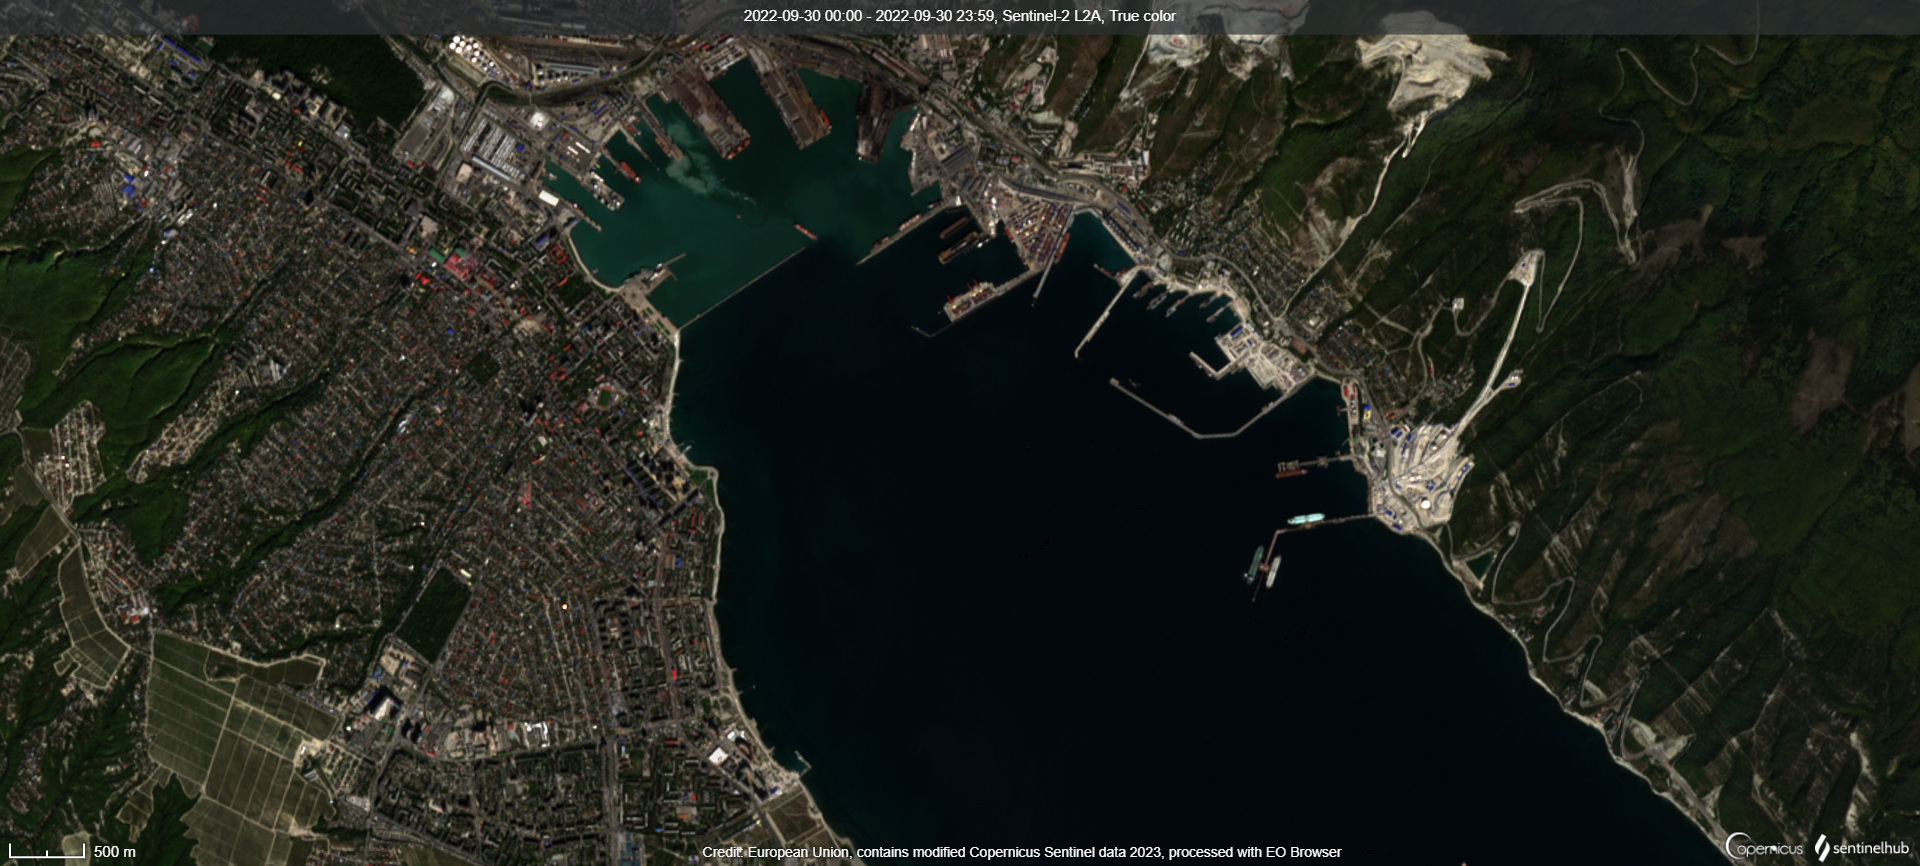 2022-09-30 00:00 - 2022-09-30 23:59, Sentinel-2 L2A, True color
500 m
Credit: European Union, contains modified Copernicus Sentinel data 2023, processed with EO Browser
Copernicus
sentinelhub